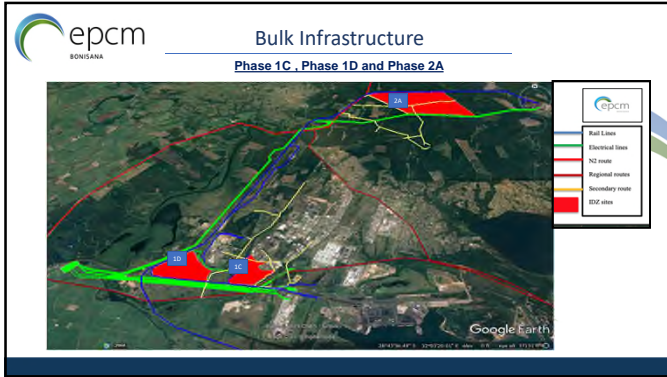 epcm
BONISANA
Bulk Infrastructure
Phase 1C , Phase 1D and Phase 2A
2A
1D
1C
epcm
Rail Lines
Electrical lines
N2 route
Regional routes
Secondary route
IDZ sites
Google Earth